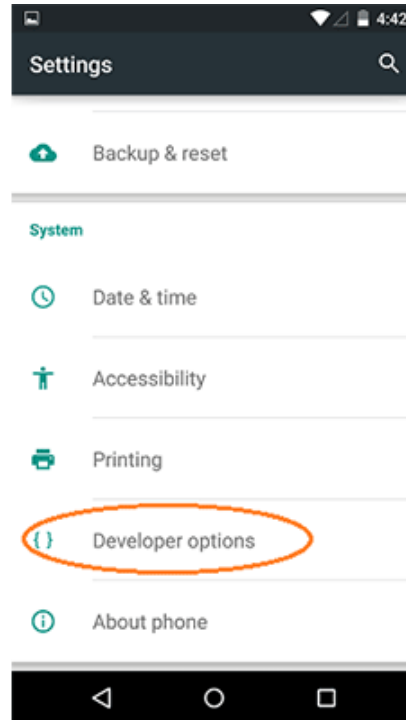 4:42
Settings
Backup & reset
System
Date & time
Accessibility
Printing
{ } Developer options
About phone